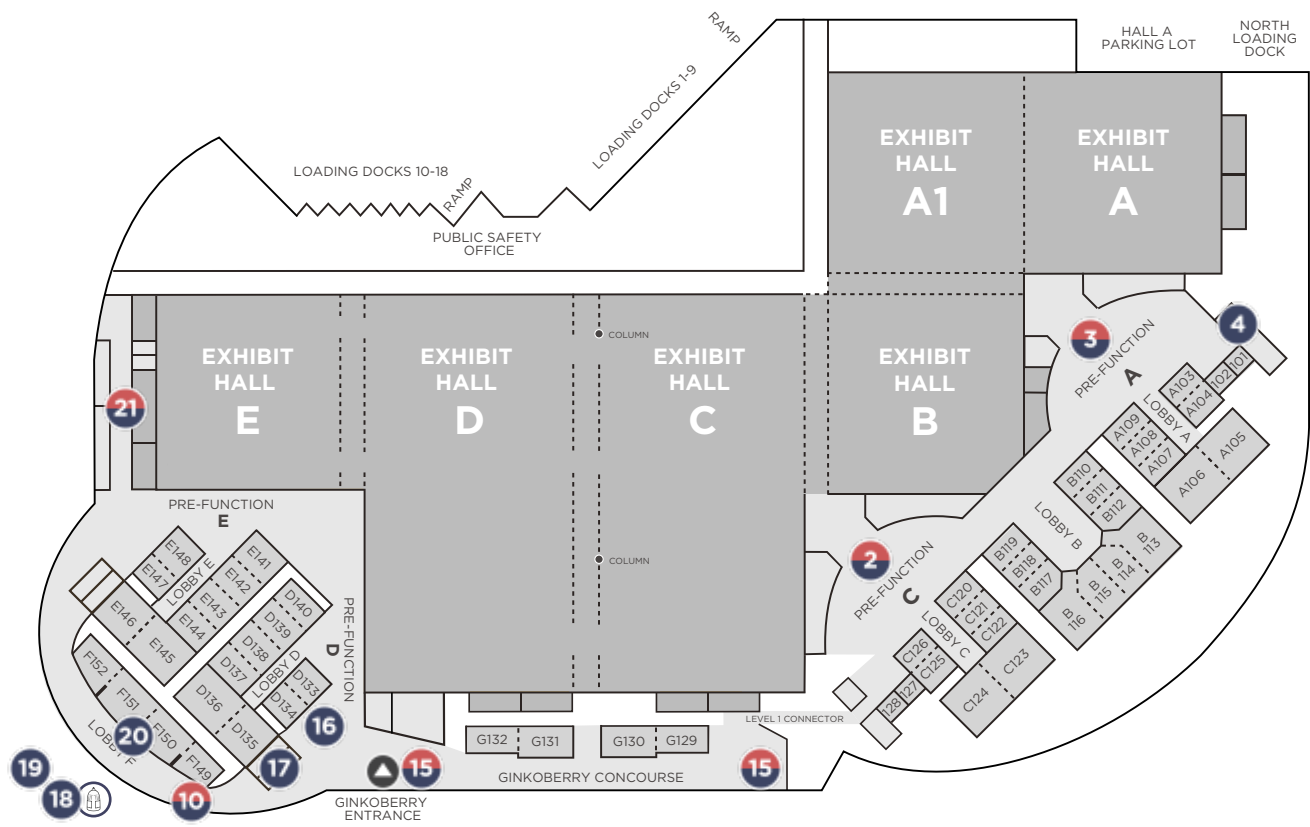 RAMP
HALL A
PARKING LOT
NORTH
LOADING
DOCK
LOADING DOCKS 1-9
LOADING DOCKS 10-18
RAMP
PUBLIC SAFETY
OFFICE
EXHIBIT
HALL
A1
EXHIBIT
HALL
A
EXHIBIT
HALL
E
EXHIBIT
HALL
D
EXHIBIT
HALL
C
EXHIBIT
HALL
B
COLUMN
COLUMN
3
4
21
2
PRE-FUNCTION
A
101
102
A103
A104
LOBBY A
A105
A106
A107
A108
A109
B110
B111
B112
LOBBY B
B
113
B
114
B
115
B
116
B117
B118
B119
PRE-FUNCTION
C
C120
C121
C122
LOBBY C
C123
C124
C125
C126
127
128
LEVEL 1 CONNECTOR
PRE-FUNCTION
E
E148
E147
LOBBY E
E141
E142
E143
E144
E146
E145
PRE-FUNCTION
D
D140
D139
D138
D137
LOBBY D
D133
D134
D136
D135
F152
F151
F150
F149
LOBBY F
20
16
17
19
18
10
G132
G131
G130
G129
15
15
GINKOBERRY CONCOURSE
GINKOBERRY
ENTRANCE